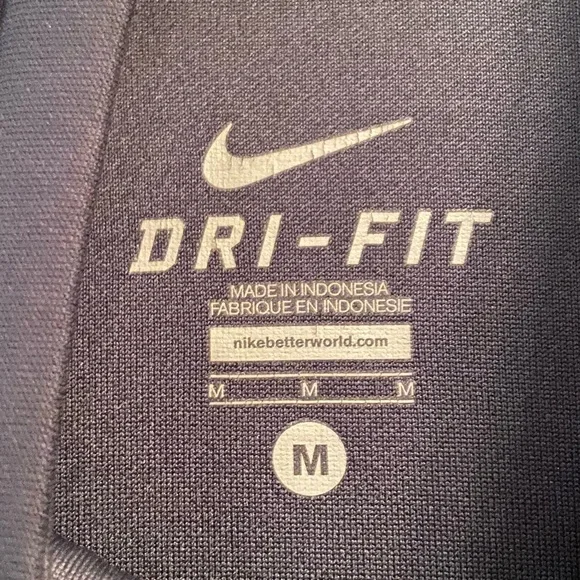 DRI-FIT
MADE IN INDONESIA
FABRIQUE EN INDONESIE
nikebetterworld.com
M M M
M